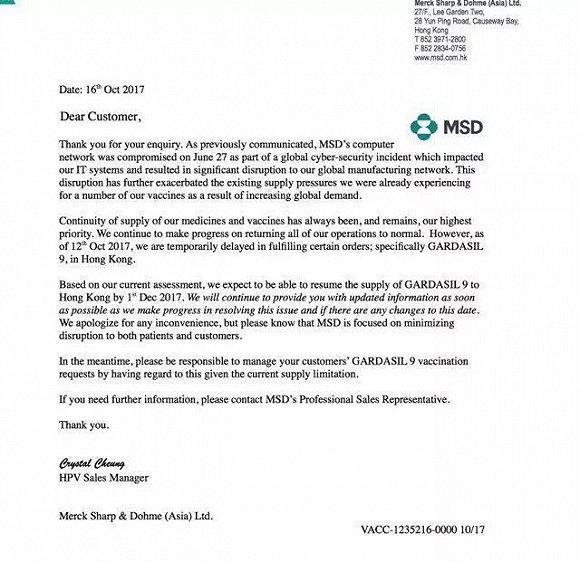 Merck Sharp & Dohme (Asia) Ltd.
27/F., Lee Garden Two,
28 Yun Ping Road, Causeway Bay,
Hong Kong
T 852 3971-2800
F 852 2834-0756
www.msd.com.hk
Date: 16th Oct 2017
Dear Customer,
MSD
Thank you for your enquiry. As previously communicated, MSD's computer
network was compromised on June 27 as part of a global cyber-security incident which impacted
our IT systems and resulted in significant disruption to our global manufacturing network. This
disruption has further exacerbated the existing supply pressures we were already experiencing
for a number of our vaccines as a result of increasing global demand.
Continuity of supply of our medicines and vaccines has always been, and remains, our highest
priority. We continue to make progress on returning all of our operations to normal. However, as
of 12th Oct 2017, we are temporarily delayed in fulfilling certain orders; specifically GARDASIL
9, in Hong Kong.
Based on our current assessment, we expect to be able to resume the supply of GARDASIL 9 to
Hong Kong by 1st Dec 2017. We will continue to provide you with updated information as soon
as possible as we make progress in resolving this issue and if there are any changes to this date.
We apologize for any inconvenience, but please know that MSD is focused on minimizing
disruption to both patients and customers.
In the meantime, please be responsible to manage your customers' GARDASIL 9 vaccination
requests by having regard to this given the current supply limitation.
If you need further information, please contact MSD's Professional Sales Representative.
Thank you.
Crystal Cheung
HPV Sales Manager
Merck Sharp & Dohme (Asia) Ltd.
VACC-1235216-0000 10/17